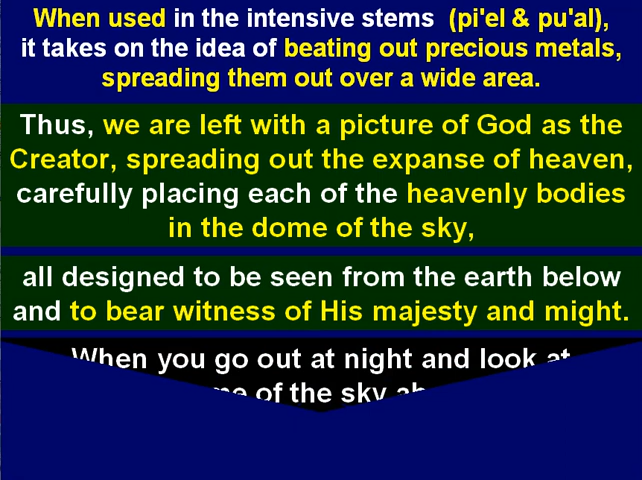 When used in the intensive stems (pi'el & pu'al),
it takes on the idea of beating out precious metals,
spreading them out over a wide area.
Thus, we are left with a picture of God as the
Creator, spreading out the expanse of heaven,
carefully placing each of the heavenly bodies
in the dome of the sky,
all designed to be seen from the earth below
and to bear witness of His majesty and might.
When you go out at night and look at
of the sky